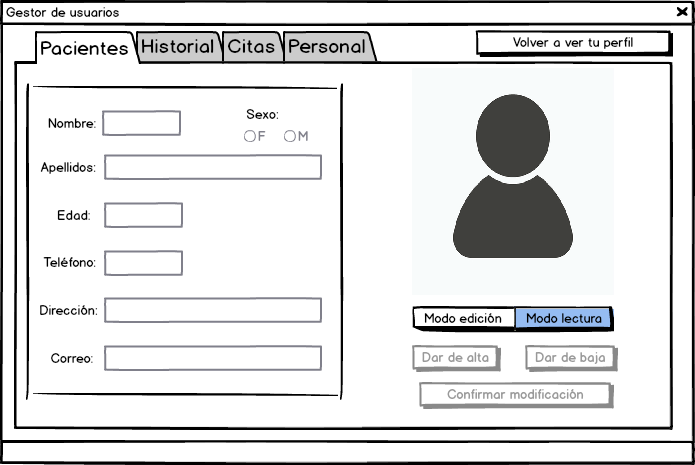 Gestor de usuarios
Pacientes Historial Citas Personal
Volver a ver tu perfil
Nombre:
Sexo:
F M
Apellidos:
Edad:
Teléfono:
Dirección:
Correo:
Modo edición Modo lectura
Dar de alta Dar de baja
Confirmar modificación